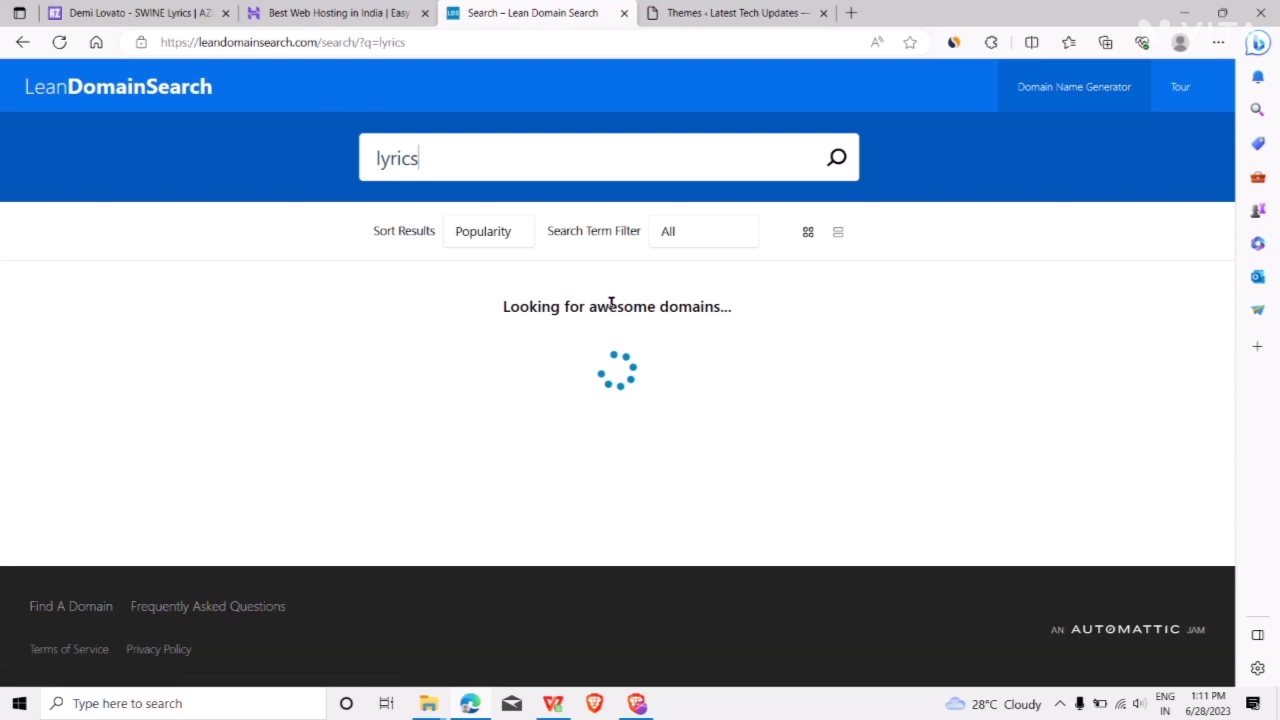 Demi Lovato - SWINE Lyrics | AZ
Best Web Hosting in India | Easy
Search – Lean Domain Search
Themes ‹ Latest Tech Updates —
https://leandomainsearch.com/search/?q=lyrics
LeanDomainSearch
Domain Name Generator
Tour
lyrics
Sort Results
Popularity
Search Term Filter
All
Looking for awesome domains...
Find A Domain
Frequently Asked Questions
AN AUTOMATTIC JAM
Terms of Service
Privacy Policy
Type here to search
28°C Cloudy
ENG
IN
1:11 PM
6/28/2023